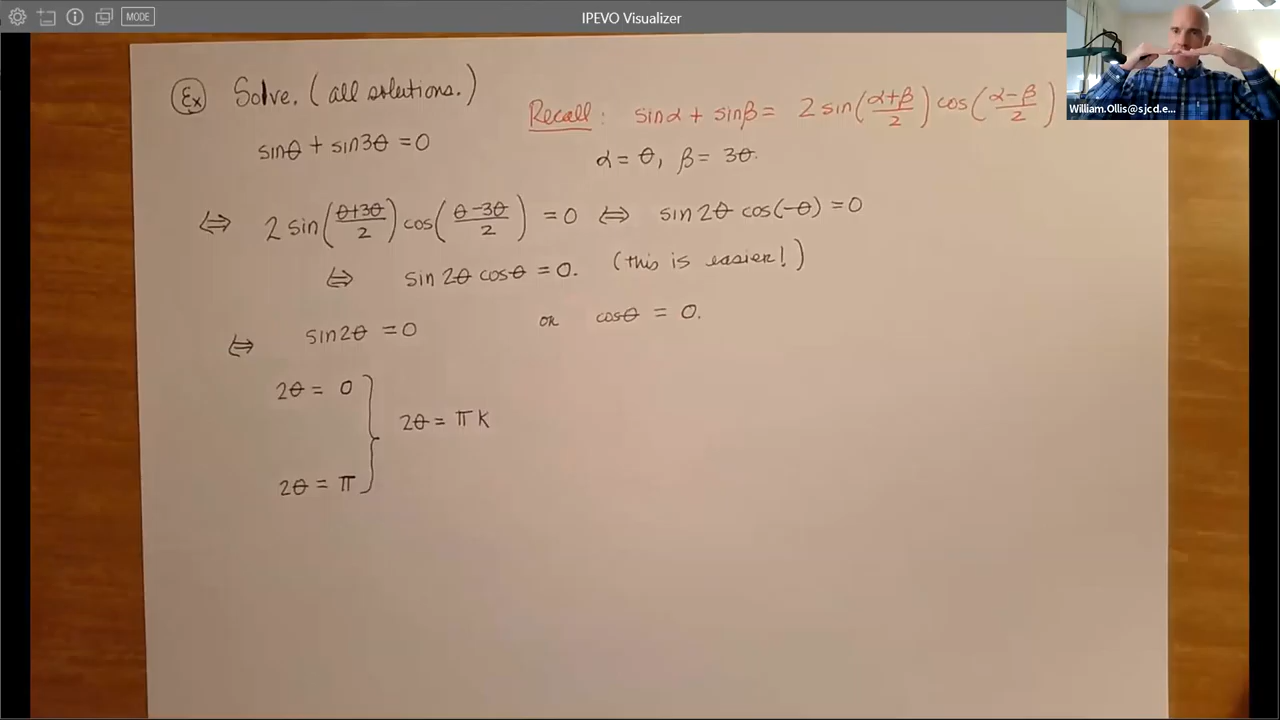 MODE
IPEVO Visualizer
William.Ollis@sjcd.e...
Ex Solve. (all solutions.)
Recall: sinα + sinβ = 2 sin(α+β/2) cos(α-β/2)
sinθ + sin3θ = 0
α = θ, β = 3θ.
⇔ 2 sin(θ+3θ/2) cos(θ-3θ/2) = 0 ⇔ sin 2θ cos(-θ) = 0
⇔ sin 2θ cosθ = 0. (this is easier!)
⇔ sin2θ = 0 or cosθ = 0.
2θ = 0
2θ = π K
2θ = π